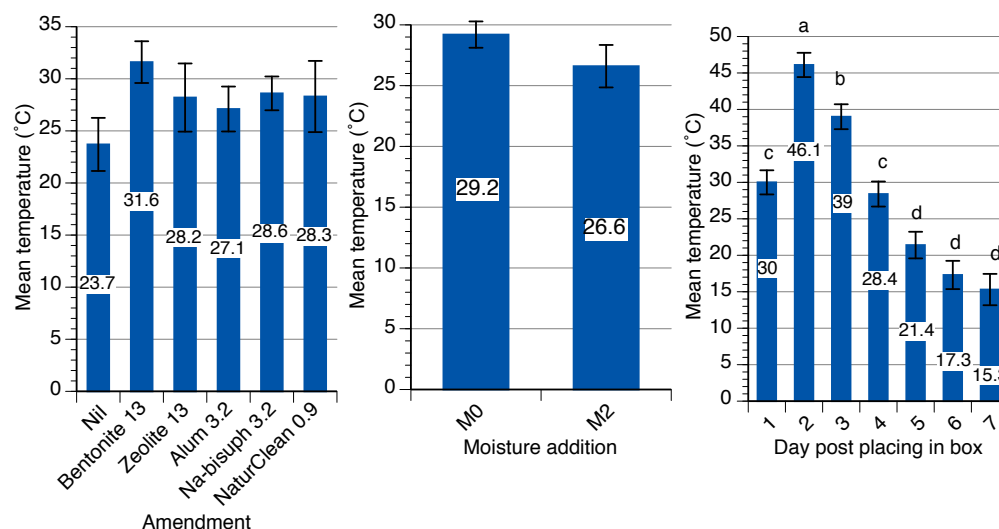 Mean temperature (˚C)
35
30
25
20
15
10
5
0
23.7
31.6
28.2
27.1
28.6
28.3
Nil
Bentonite 13
Zeolite 13
Alum 3.2
Na-bisuph 3.2
NaturClean 0.9
Amendment
Mean temperature (˚C)
30
25
20
15
10
5
0
29.2
26.6
M0
M2
Moisture addition
Mean temperature (˚C)
50
45
40
35
30
25
20
15
10
5
0
c
a
b
c
d
d
d
30
46.1
39
28.4
21.4
17.3
1
2
3
4
5
6
7
Day post placing in box